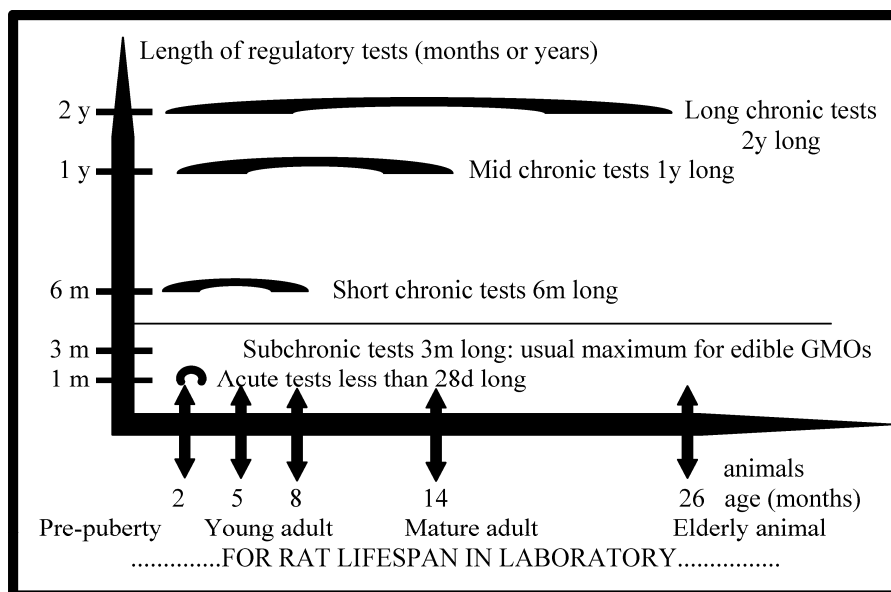 Length of regulatory tests (months or years)
2 y
Long chronic tests
2y long
1 y
Mid chronic tests 1y long
6 m
Short chronic tests 6m long
3 m
Subchronic tests 3m long: usual maximum for edible GMOs
1 m
Acute tests less than 28d long
animals
2 5 8 14 26 age (months)
Pre-puberty Young adult Mature adult Elderly animal
..............FOR RAT LIFESPAN IN LABORATORY................